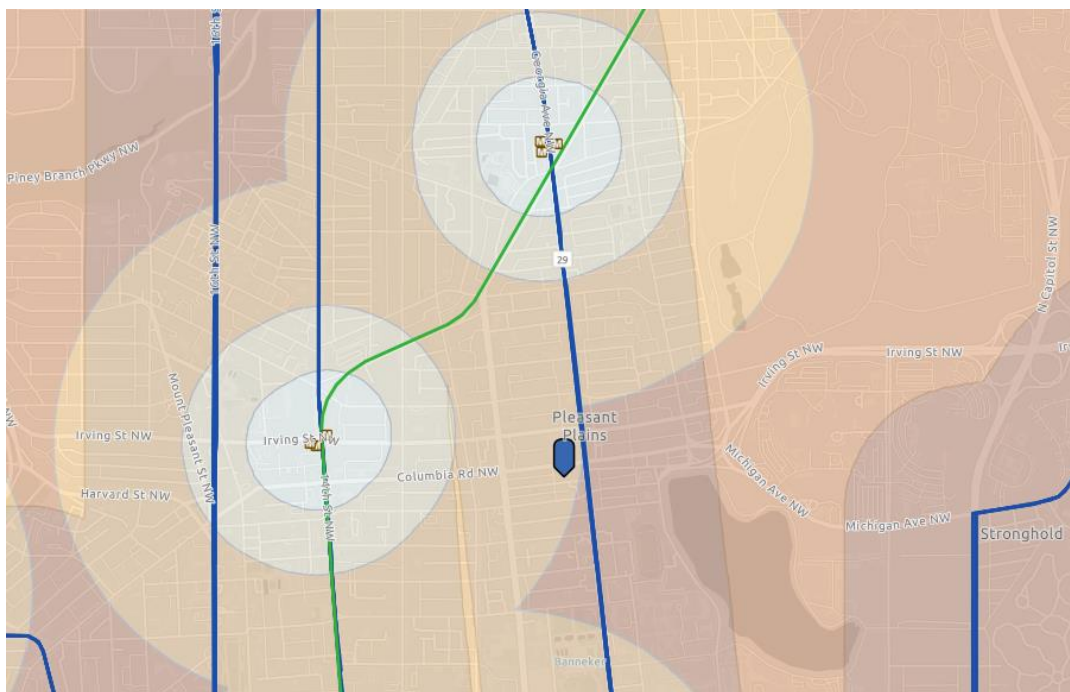 16th S
Georgia Ave NW
Piney Branch Pkwy NW
M
16th St NW
29
N Capitol St NW
Irving St NW
Irving St NW
Mount Pleasant St NW
Pleasant
Plains
Irving St NW
Irving St NW
Columbia Rd NW
Michigan Ave NW
Harvard St NW
14th St NW
Michigan Ave NW
Stronghold
Banneker